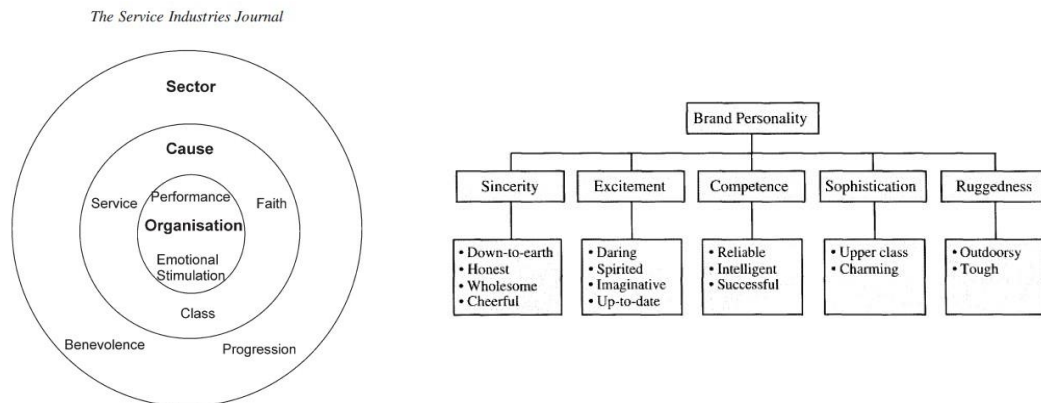 The Service Industries Journal
Sector
Cause
Service
Performance
Faith
Organisation
Emotional
Stimulation
Class
Benevolence
Progression
Brand Personality
Sincerity
Excitement
Competence
Sophistication
Ruggedness
• Down-to-earth
• Honest
• Wholesome
• Cheerful
• Daring
• Spirited
• Imaginative
• Up-to-date
• Reliable
• Intelligent
• Successful
• Upper class
• Charming
• Outdoorsy
• Tough